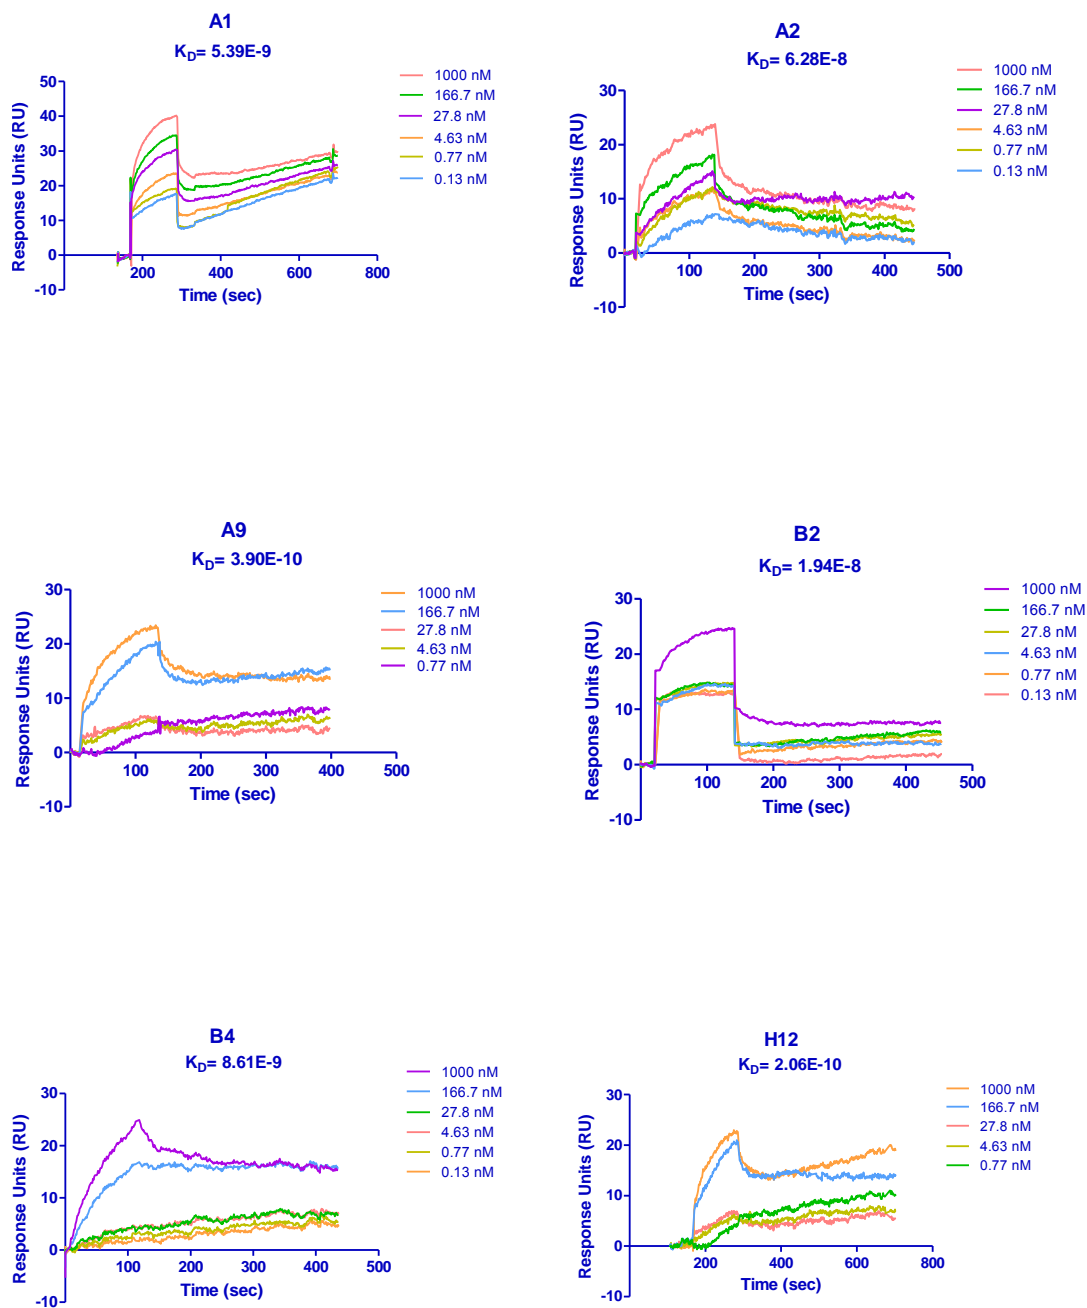 A1
K_D= 5.39E-9
Response Units (RU)
50
40
30
20
10
0
-10
200
400
600
800
Time (sec)
1000 nM
166.7 nM
27.8 nM
4.63 nM
0.77 nM
0.13 nM
A2
K_D= 6.28E-8
Response Units (RU)
30
20
10
0
-10
100
200
300
400
500
Time (sec)
1000 nM
166.7 nM
27.8 nM
4.63 nM
0.77 nM
0.13 nM
A9
K_D= 3.90E-10
Response Units (RU)
30
20
10
0
-10
100
200
300
400
500
Time (sec)
1000 nM
166.7 nM
27.8 nM
4.63 nM
0.77 nM
B2
K_D= 1.94E-8
Response Units (RU)
30
20
10
0
-10
100
200
300
400
500
Time (sec)
1000 nM
166.7 nM
27.8 nM
4.63 nM
0.77 nM
0.13 nM
B4
K_D= 8.61E-9
Response Units (RU)
30
20
10
0
-10
100
200
300
400
500
Time (sec)
1000 nM
166.7 nM
27.8 nM
4.63 nM
0.77 nM
0.13 nM
H12
K_D= 2.06E-10
Response Units (RU)
30
20
10
0
-10
200
400
600
800
Time (sec)
1000 nM
166.7 nM
27.8 nM
4.63 nM
0.77 nM